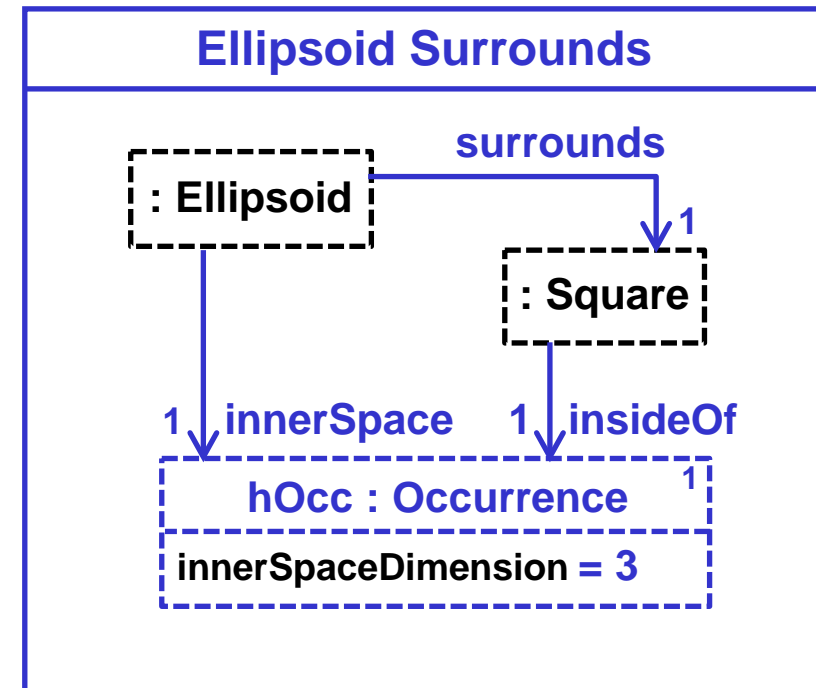 Ellipsoid Surrounds
surrounds
: Ellipsoid
1
: Square
1 innerSpace
1 insideOf
hOcc : Occurrence 1
innerSpaceDimension = 3